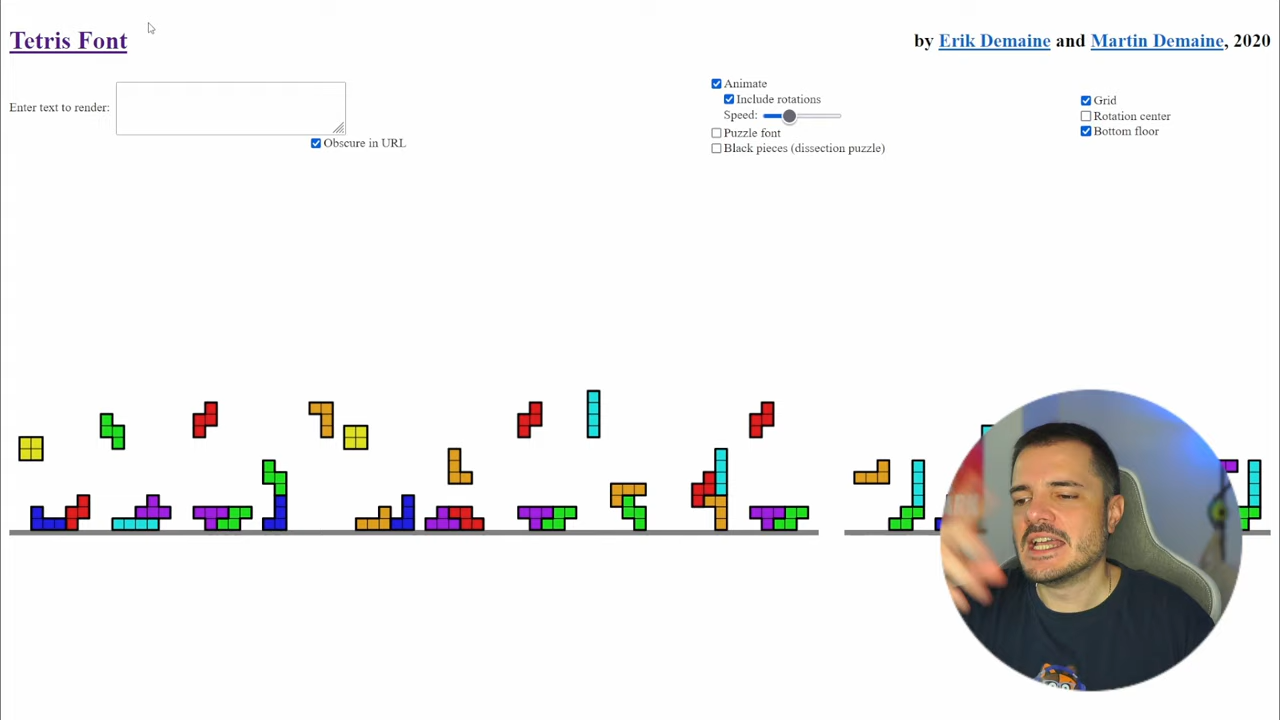 Tetris Font
by Erik Demaine and Martin Demaine, 2020
Enter text to render:
Obscure in URL
Animate
Include rotations
Speed:
Puzzle font
Black pieces (dissection puzzle)
Grid
Rotation center
Bottom floor